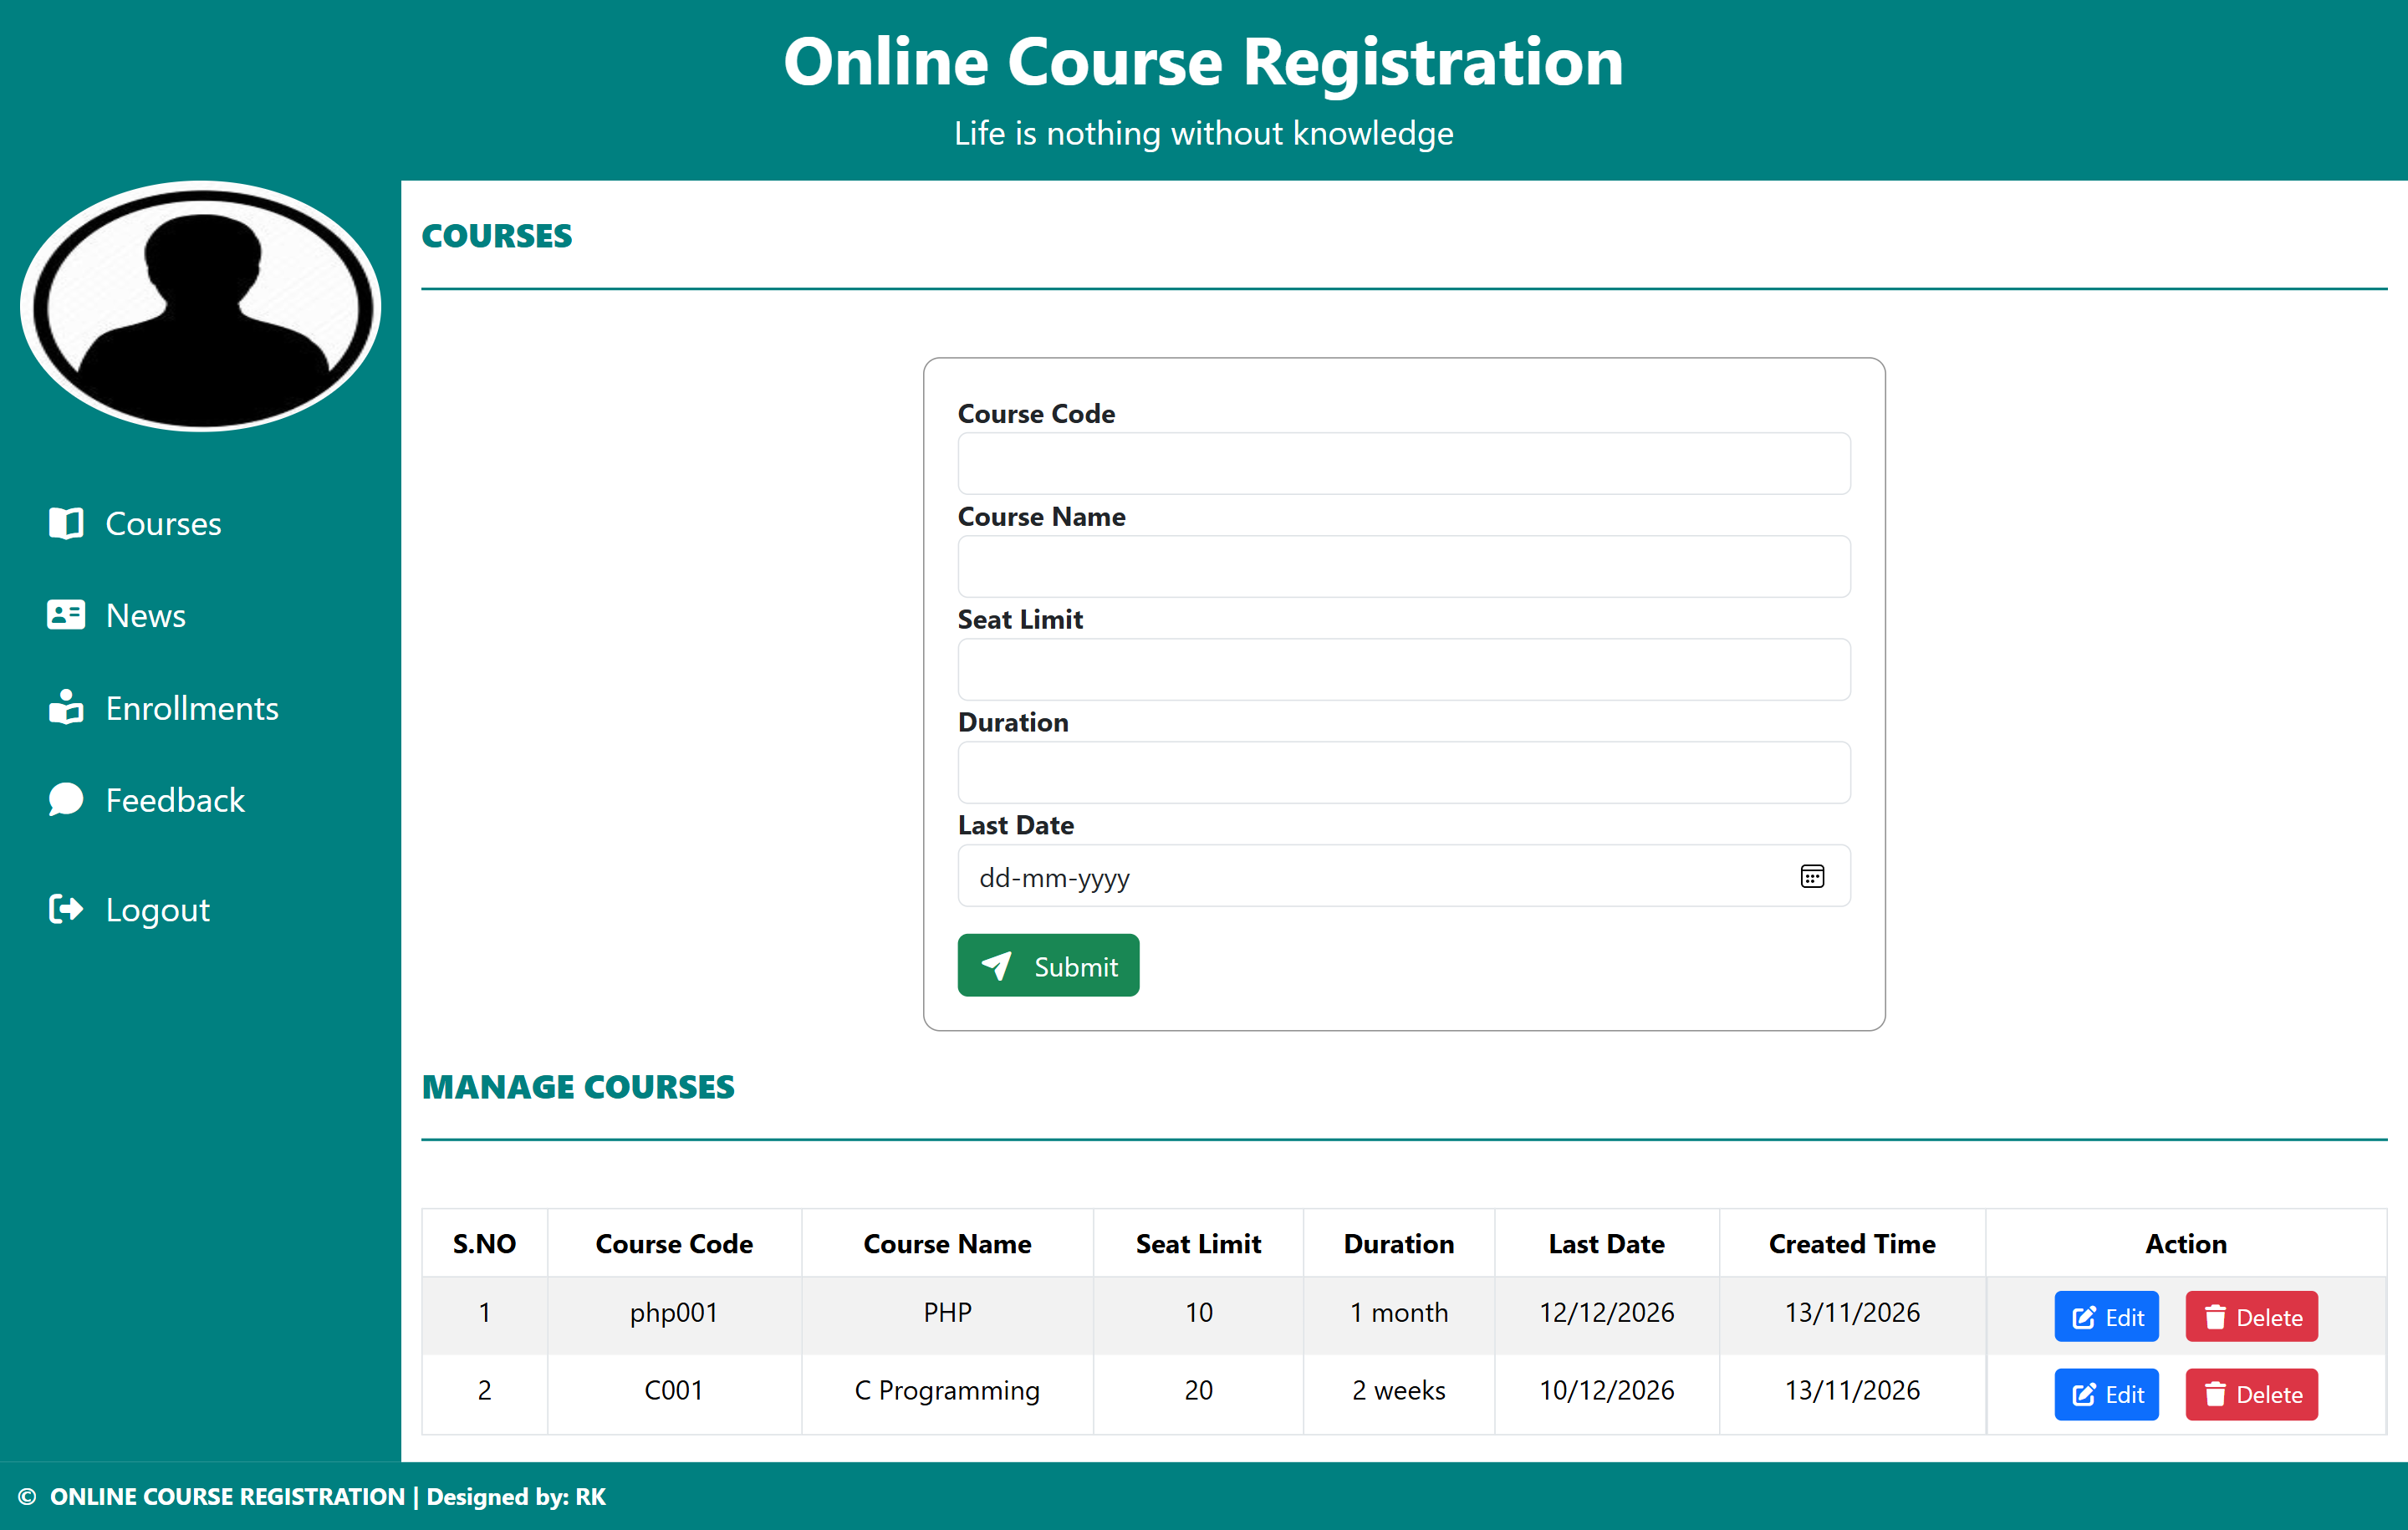 Online Course Registration
Life is nothing without knowledge
Courses
News
Enrollments
Feedback
Logout
COURSES
Course Code
Course Name
Seat Limit
Duration
Last Date
dd-mm-yyyy
Submit
MANAGE COURSES
S.NO Course Code Course Name Seat Limit Duration Last Date Created Time Action
1 php001 PHP 10 1 month 12/12/2026 13/11/2026 Edit Delete
2 C001 C Programming 20 2 weeks 10/12/2026 13/11/2026 Edit Delete
© ONLINE COURSE REGISTRATION | Designed by: RK